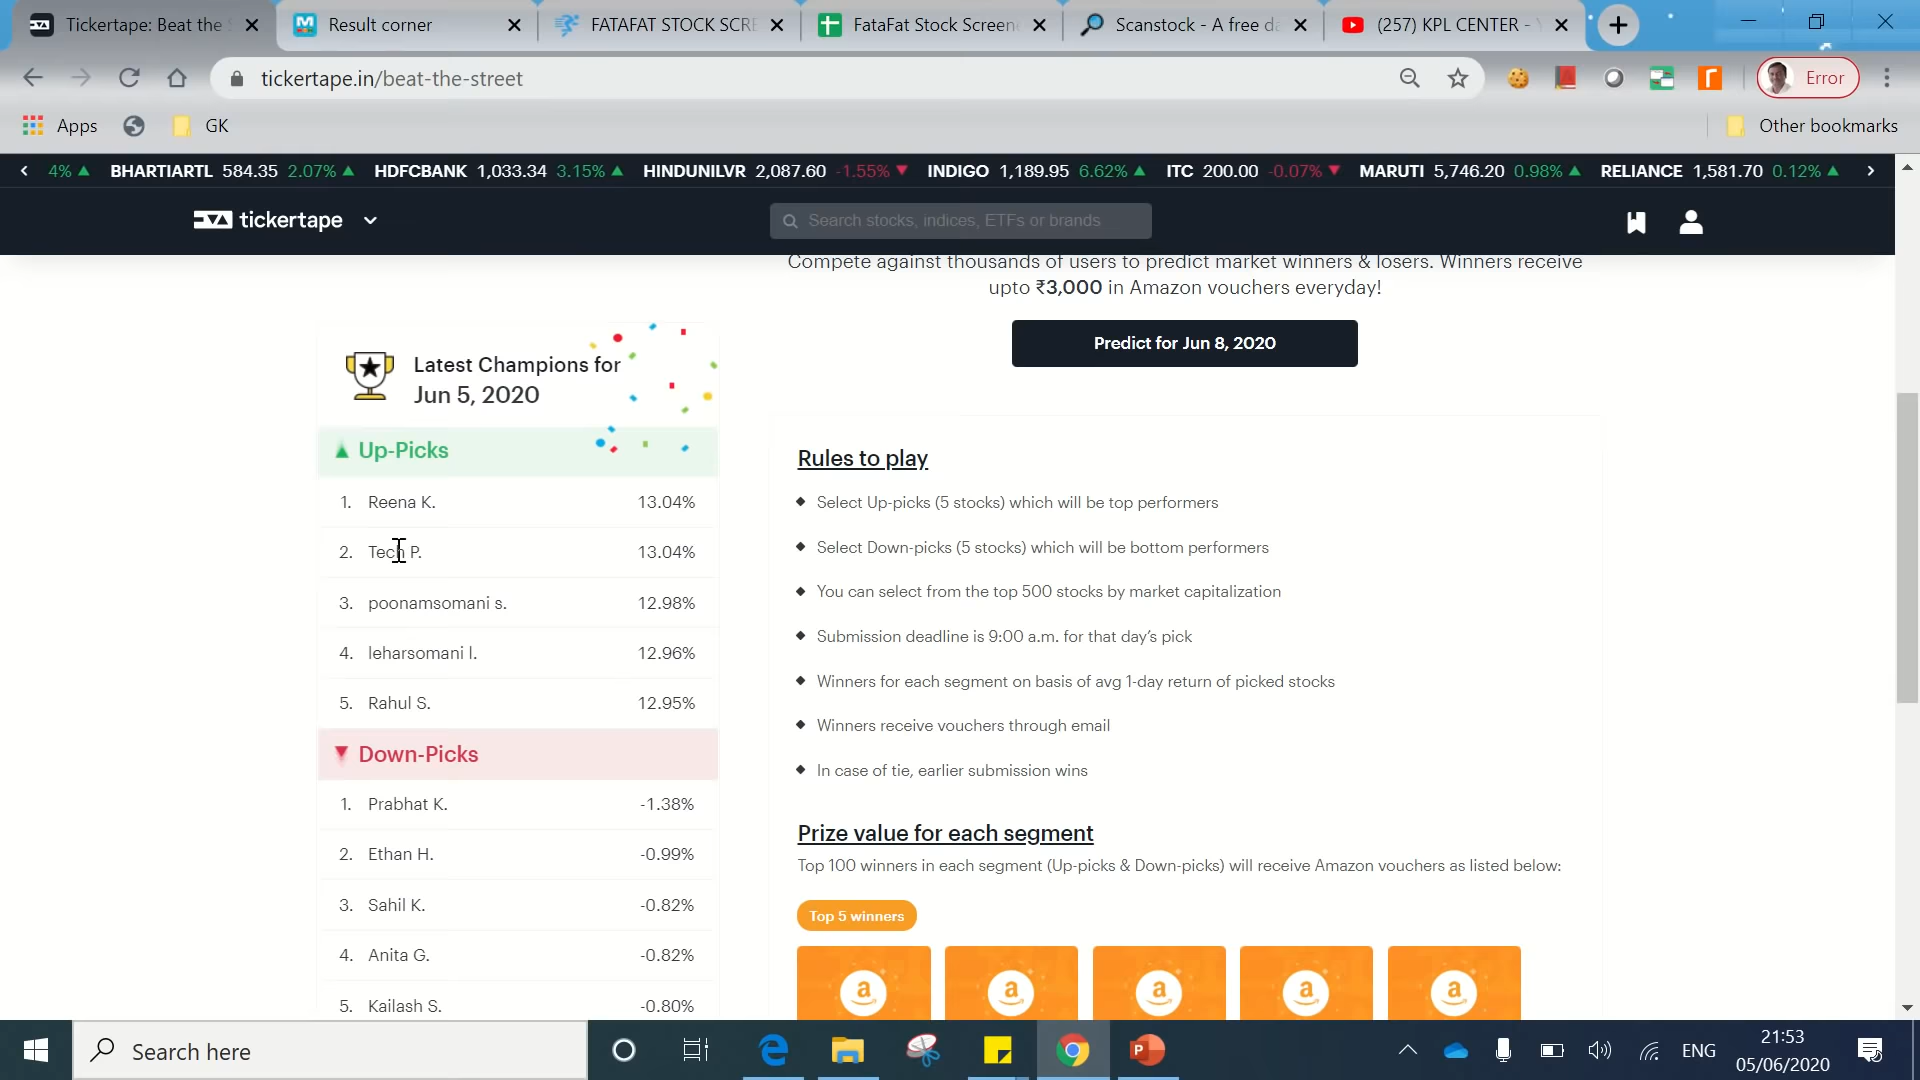 Tickertape: Beat the S
Result corner
FATAFAT STOCK SCRE
FataFat Stock Screen
Scanstock - A free da
(257) KPL CENTER - Y
tickertape.in/beat-the-street
Error
Apps
GK
Other bookmarks
4% ▲ BHARTIARTL 584.35 2.07% ▲ HDFCBANK 1,033.34 3.15% ▲ HINDUNILVR 2,087.60 -1.55% ▼ INDIGO 1,189.95 6.62% ▲ ITC 200.00 -0.07% ▼ MARUTI 5,746.20 0.98% ▲ RELIANCE 1,581.70 0.12% ▲
tickertape
Search stocks, indices, ETFs or brands
Compete against thousands of users to predict market winners & losers. Winners receive
upto ₹3,000 in Amazon vouchers everyday!
Predict for Jun 8, 2020
Latest Champions for
Jun 5, 2020
Up-Picks
1. Reena K. 13.04%
2. Tech P. 13.04%
3. poonamsomani s. 12.98%
4. leharsomani l. 12.96%
5. Rahul S. 12.95%
Down-Picks
1. Prabhat K. -1.38%
2. Ethan H. -0.99%
3. Sahil K. -0.82%
4. Anita G. -0.82%
5. Kailash S. -0.80%
Rules to play
Select Up-picks (5 stocks) which will be top performers
Select Down-picks (5 stocks) which will be bottom performers
You can select from the top 500 stocks by market capitalization
Submission deadline is 9:00 a.m. for that day's pick
Winners for each segment on basis of avg 1-day return of picked stocks
Winners receive vouchers through email
In case of tie, earlier submission wins
Prize value for each segment
Top 100 winners in each segment (Up-picks & Down-picks) will receive Amazon vouchers as listed below:
Top 5 winners
a a a a a
Search here
ENG
21:53
05/06/2020